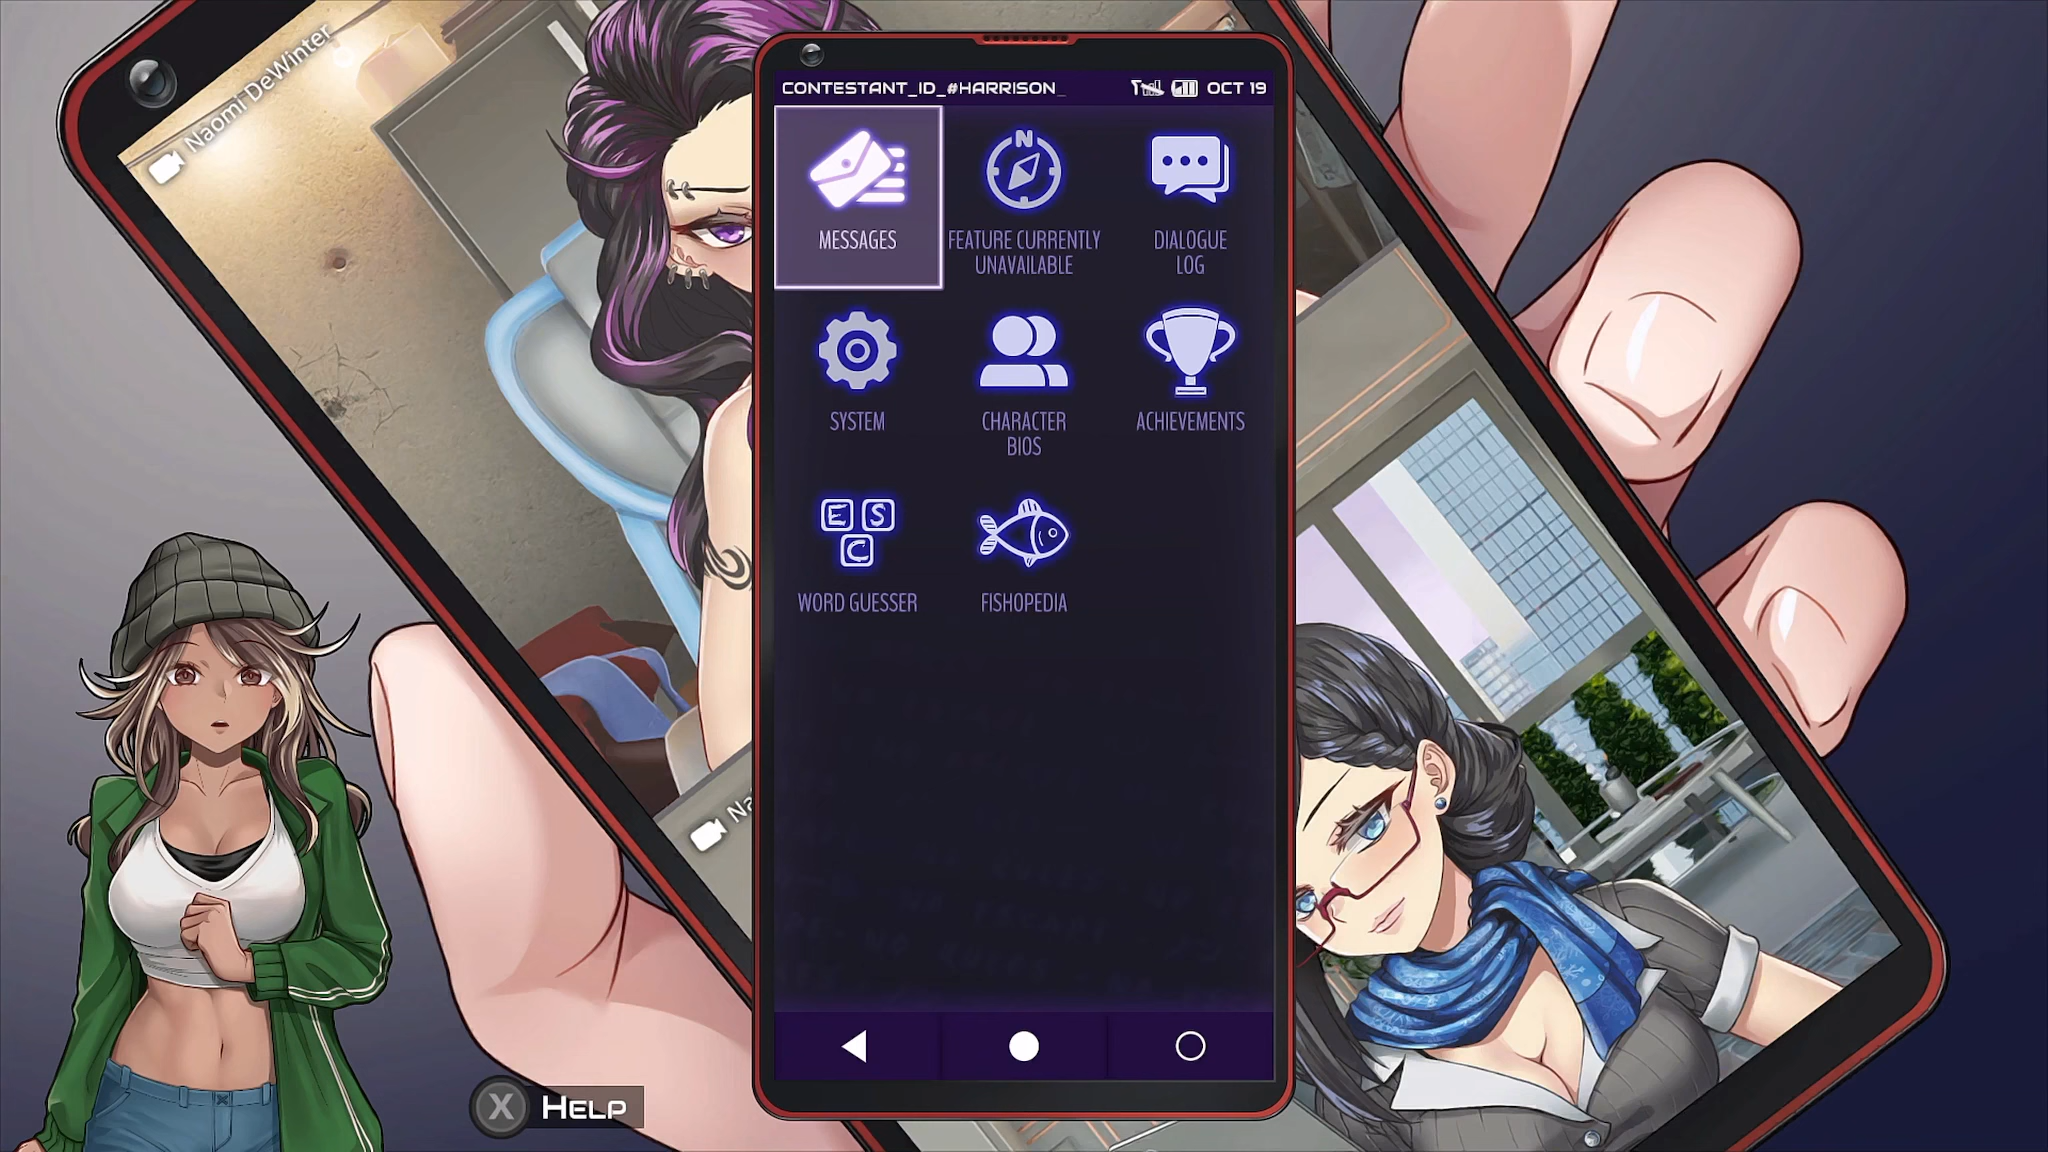 Naomi DeWinter
CONTESTANT_ID_#HARRISON_
OCT 19
MESSAGES
N
FEATURE CURRENTLY
UNAVAILABLE
DIALOGUE
LOG
SYSTEM
CHARACTER
BIOS
ACHIEVEMENTS
E S
C
WORD GUESSER
FISHOPEDIA
X HELP